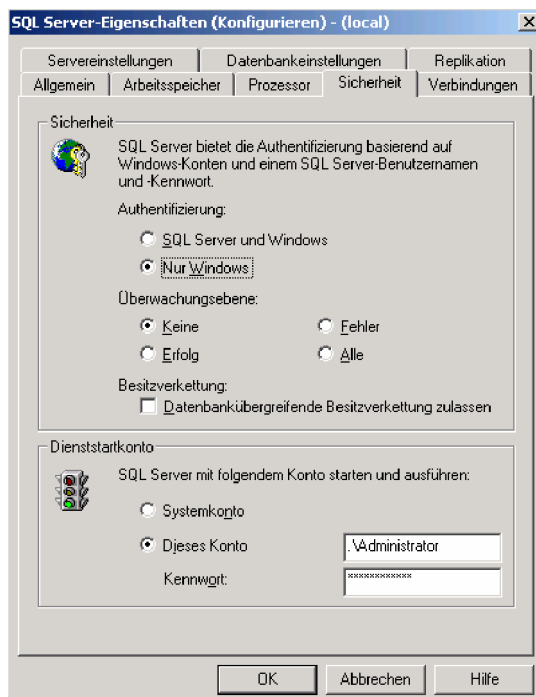 SQL Server-Eigenschaften (Konfigurieren) - (local)
Servereinstellungen Datenbankeinstellungen Replikation
Allgemein Arbeitsspeicher Prozessor Sicherheit Verbindungen
Sicherheit
SQL Server bietet die Authentifizierung basierend auf
Windows-Konten und einem SQL Server-Benutzernamen
und -Kennwort.
Authentifizierung:
SQL Server und Windows
Nur Windows
Überwachungsebene:
Keine Fehler
Erfolg Alle
Besitzverkettung:
Datenbankübergreifende Besitzverkettung zulassen
Dienststartkonto
SQL Server mit folgendem Konto starten und ausführen:
Systemkonto
Dieses Konto .\Administrator
Kennwort: ************
OK Abbrechen Hilfe